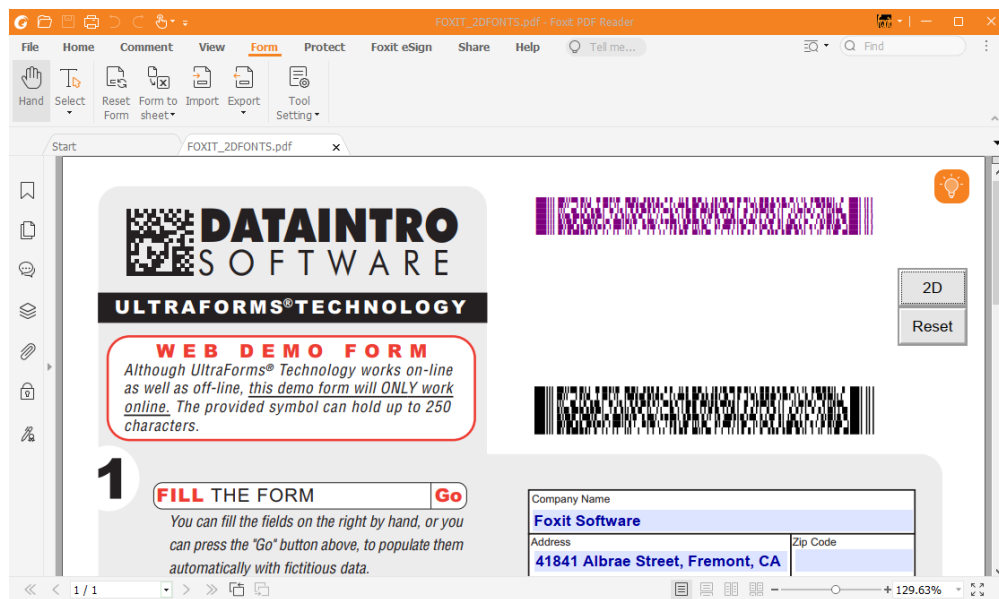 FOXIT_2DFONTS.pdf - Foxit PDF Reader
File Home Comment View Form Protect Foxit eSign Share Help Tell me... Find
Hand Select Reset Form Form to sheet Import Export Tool Setting
Start FOXIT_2DFONTS.pdf
DATAINTRO
SOFTWARE
ULTRAFORMS®TECHNOLOGY
2D
Reset
WEB DEMO FORM
Although UltraForms® Technology works on-line
as well as off-line, this demo form will ONLY work
online. The provided symbol can hold up to 250
characters.
1
FILL THE FORM Go
You can fill the fields on the right by hand, or you
can press the "Go" button above, to populate them
automatically with fictitious data.
Company Name
Foxit Software
Address Zip Code
41841 Albrae Street, Fremont, CA
1 / 1 129.63%